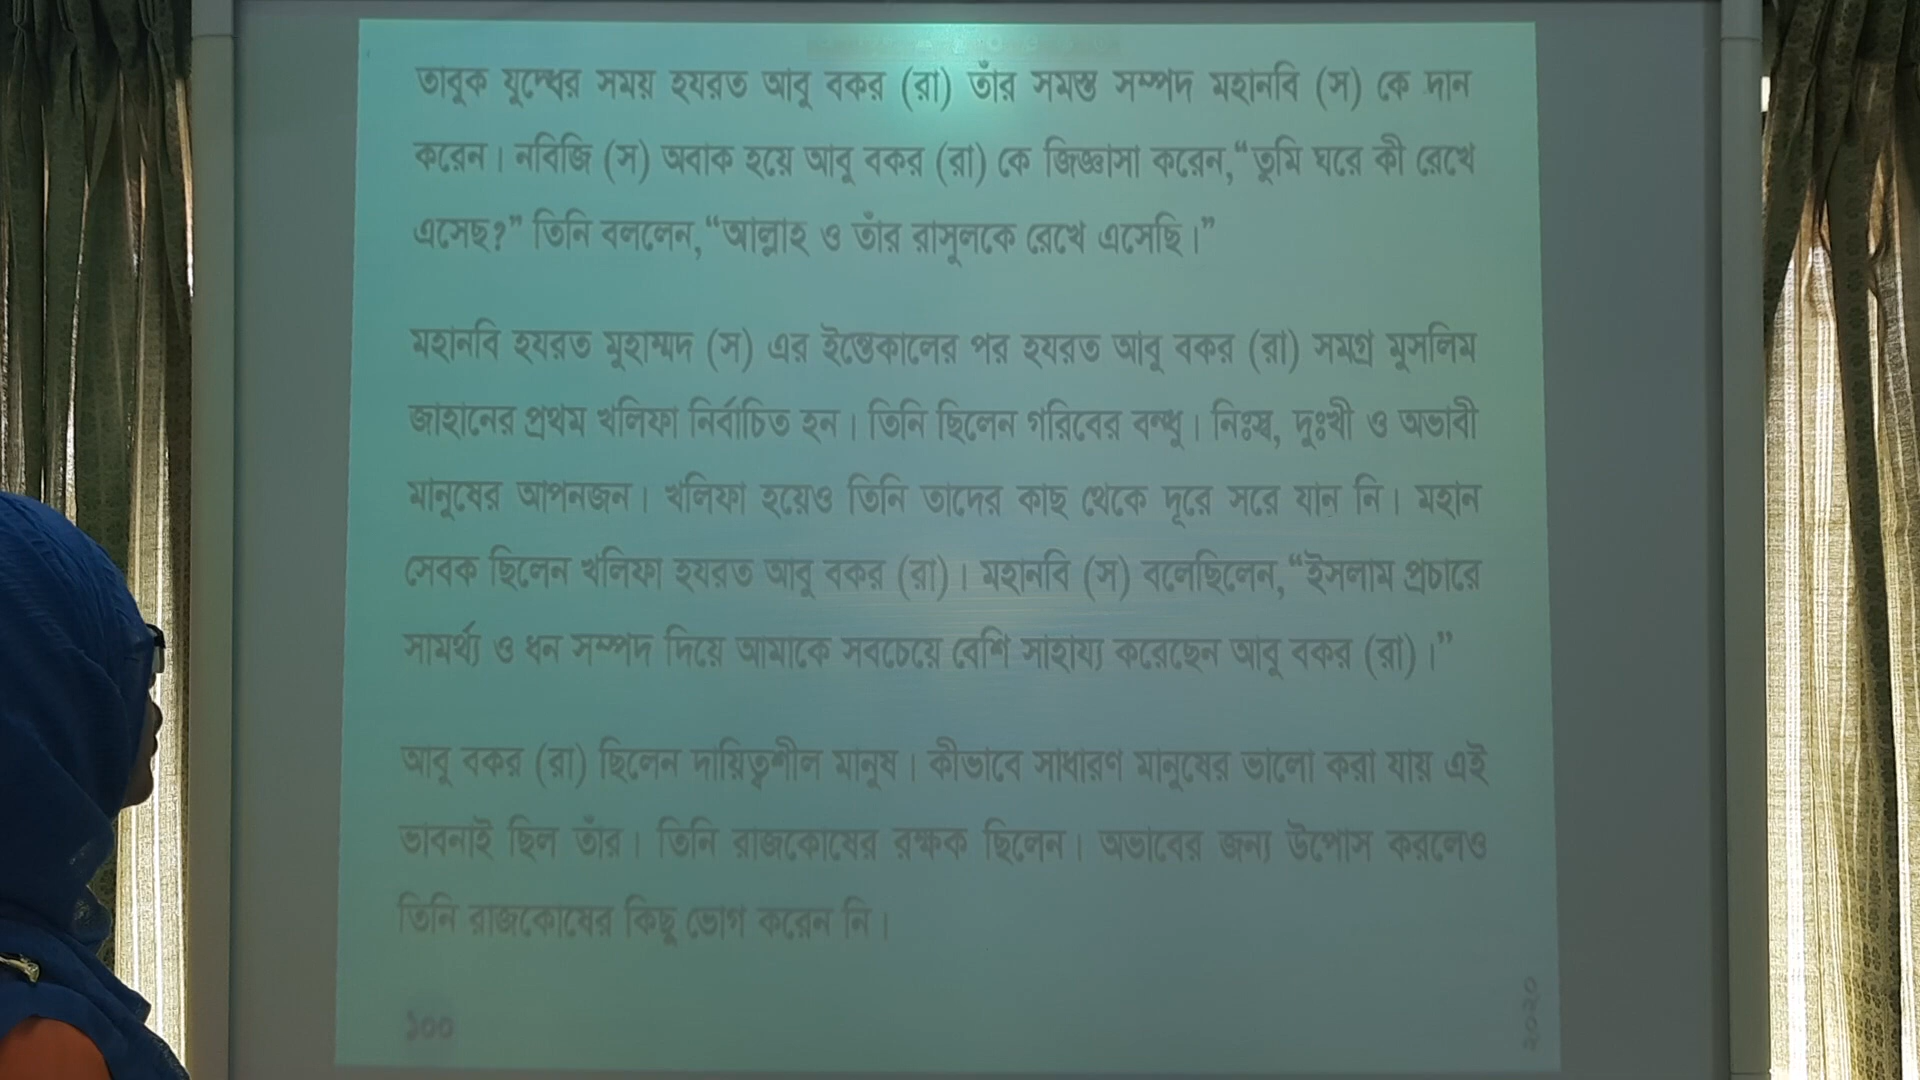 তাবুক যুদ্ধের সময় হযরত আবু বকর (রা) তাঁর সমস্ত সম্পদ মহানবি (স) কে দান
করেন। নবিজি (স) অবাক হয়ে আবু বকর (রা) কে জিজ্ঞাসা করেন,“তুমি ঘরে কী রেখে
এসেছ?” তিনি বললেন,“আল্লাহ ও তাঁর রাসুলকে রেখে এসেছি।”
মহানবি হযরত মুহাম্মদ (স) এর ইন্তেকালের পর হযরত আবু বকর (রা) সমগ্র মুসলিম
জাহানের প্রথম খলিফা নির্বাচিত হন। তিনি ছিলেন গরিবের বন্ধু। নিঃস্ব, দুঃখী ও অভাবী
মানুষের আপনজন। খলিফা হয়েও তিনি তাদের কাছ থেকে দূরে সরে যান নি। মহান
সেবক ছিলেন খলিফা হযরত আবু বকর (রা)। মহানবি (স) বলেছিলেন,“ইসলাম প্রচারে
সামর্থ্য ও ধন সম্পদ দিয়ে আমাকে সবচেয়ে বেশি সাহায্য করেছেন আবু বকর (রা)।”
আবু বকর (রা) ছিলেন দায়িত্বশীল মানুষ। কীভাবে সাধারণ মানুষের ভালো করা যায় এই
ভাবনাই ছিল তাঁর। তিনি রাজকোষের রক্ষক ছিলেন। অভাবের জন্য উপোস করলেও
তিনি রাজকোষের কিছু ভোগ করেন নি।
১০০
২০২০